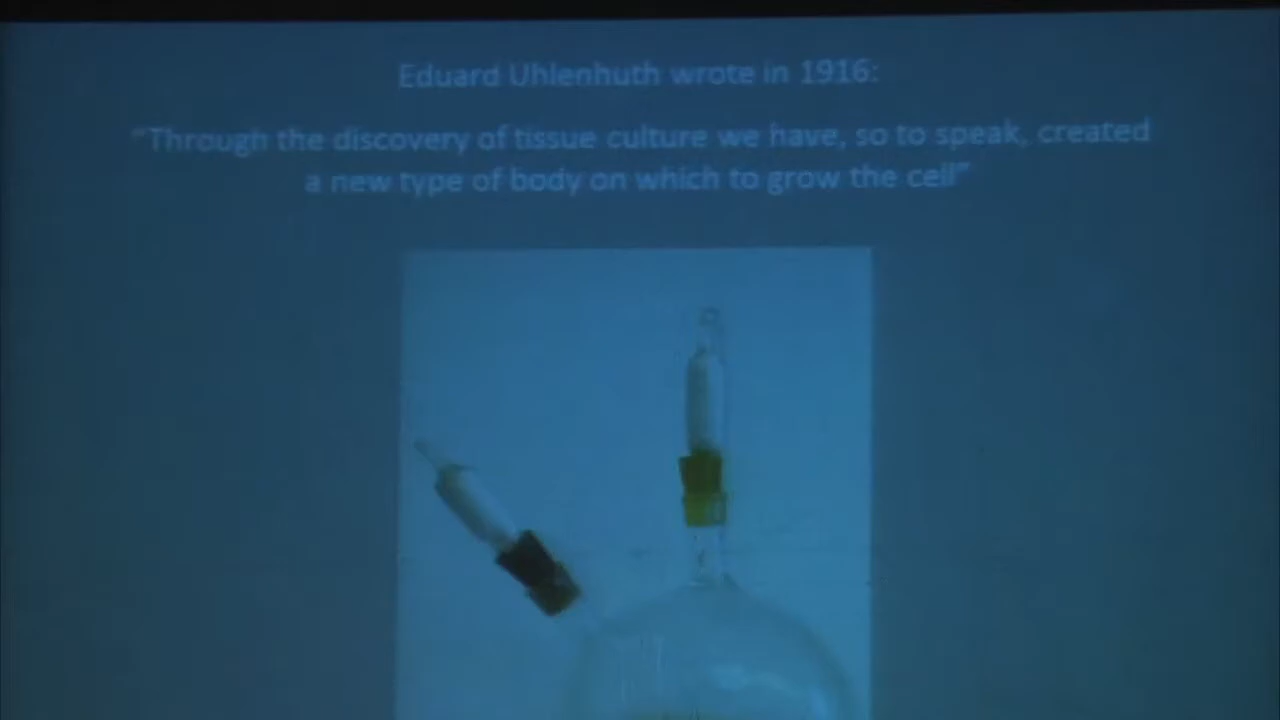 Eduard Uhlenhuth wrote in 1916:
"Through the discovery of tissue culture we have, so to speak, created
a new type of body on which to grow the cell"